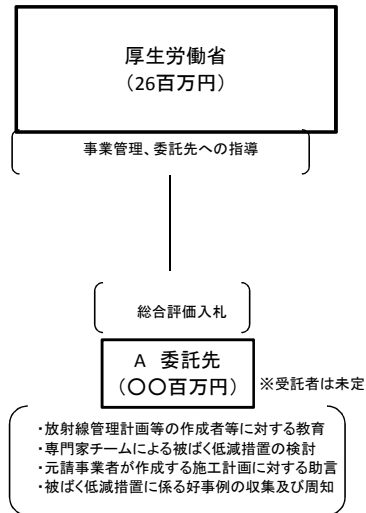 厚生労働省
（26百万円）
事業管理、委託先への指導
総合評価入札
A 委託先
（〇〇百万円）
※受託者は未定
・放射線管理計画等の作成者等に対する教育
・専門家チームによる被ばく低減措置の検討
・元請事業者が作成する施工計画に対する助言
・被ばく低減措置に係る好事例の収集及び周知